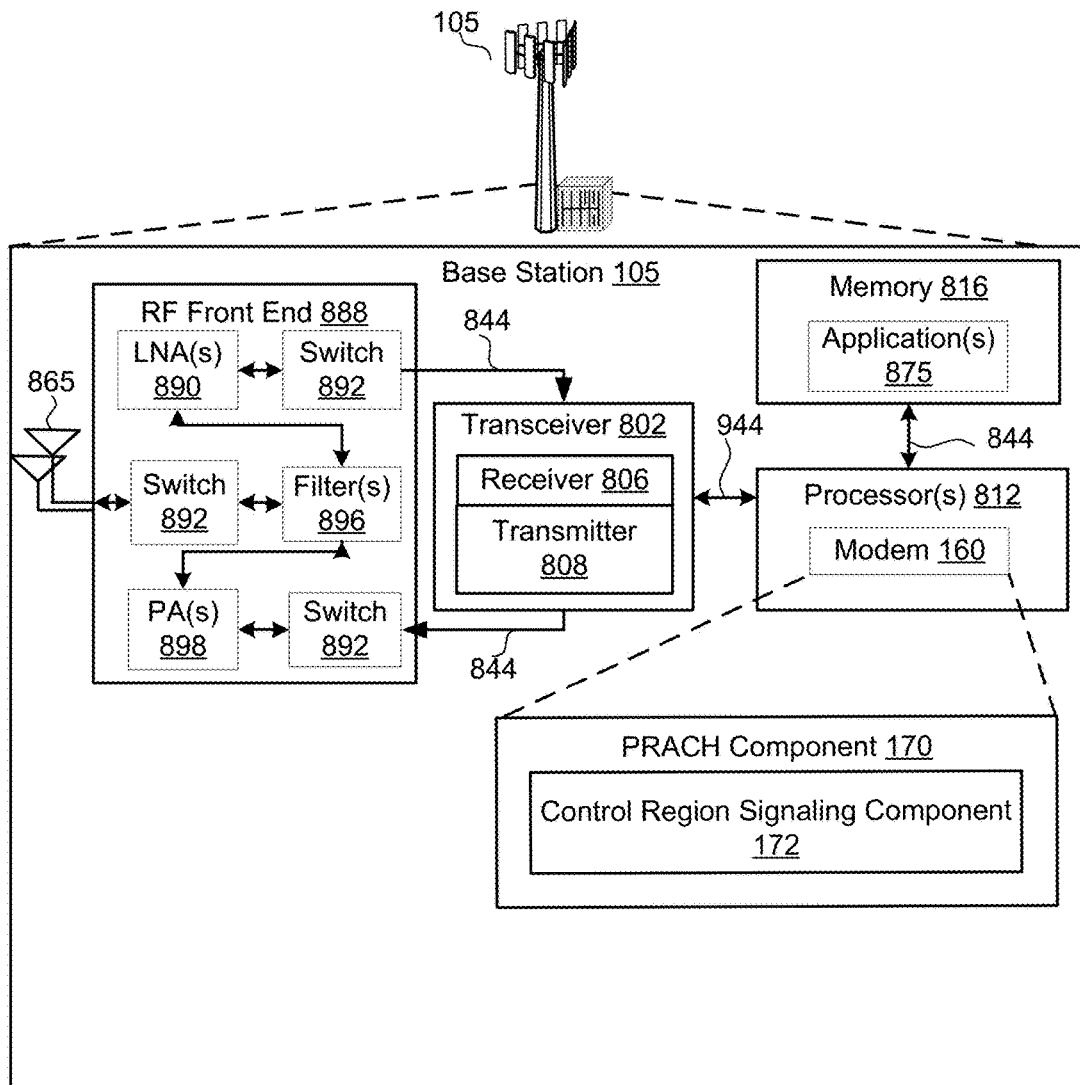 105
Base Station 105
RF Front End 888
LNA(s)
890
Switch
892
844
865
Switch
892
Filter(s)
896
PA(s)
898
Switch
892
844
Transceiver 802
Receiver 806
Transmitter
808
944
Memory 816
Application(s)
875
844
Processor(s) 812
Modem 160
PRACH Component 170
Control Region Signaling Component
172